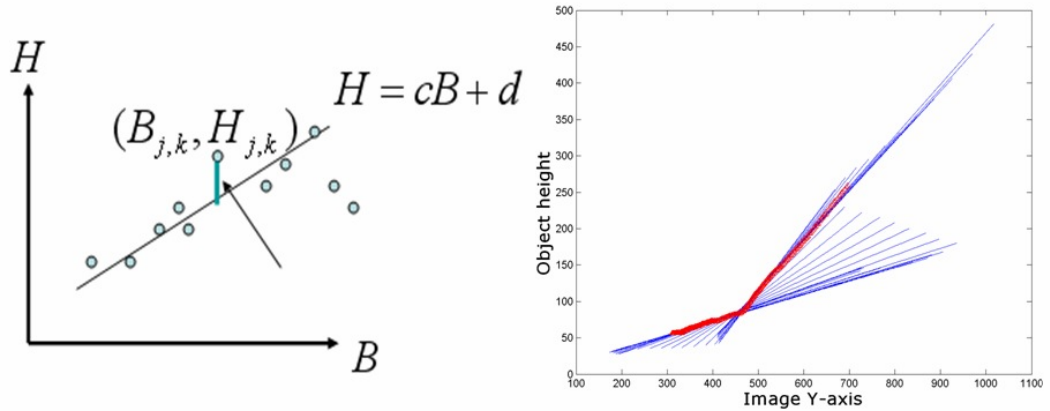 H
H = cB + d
(B_{j,k}, H_{j,k})
B
500
450
400
350
300
250
200
150
100
50
0
Object height
100 200 300 400 500 600 700 800 900 1000 1100
Image Y-axis